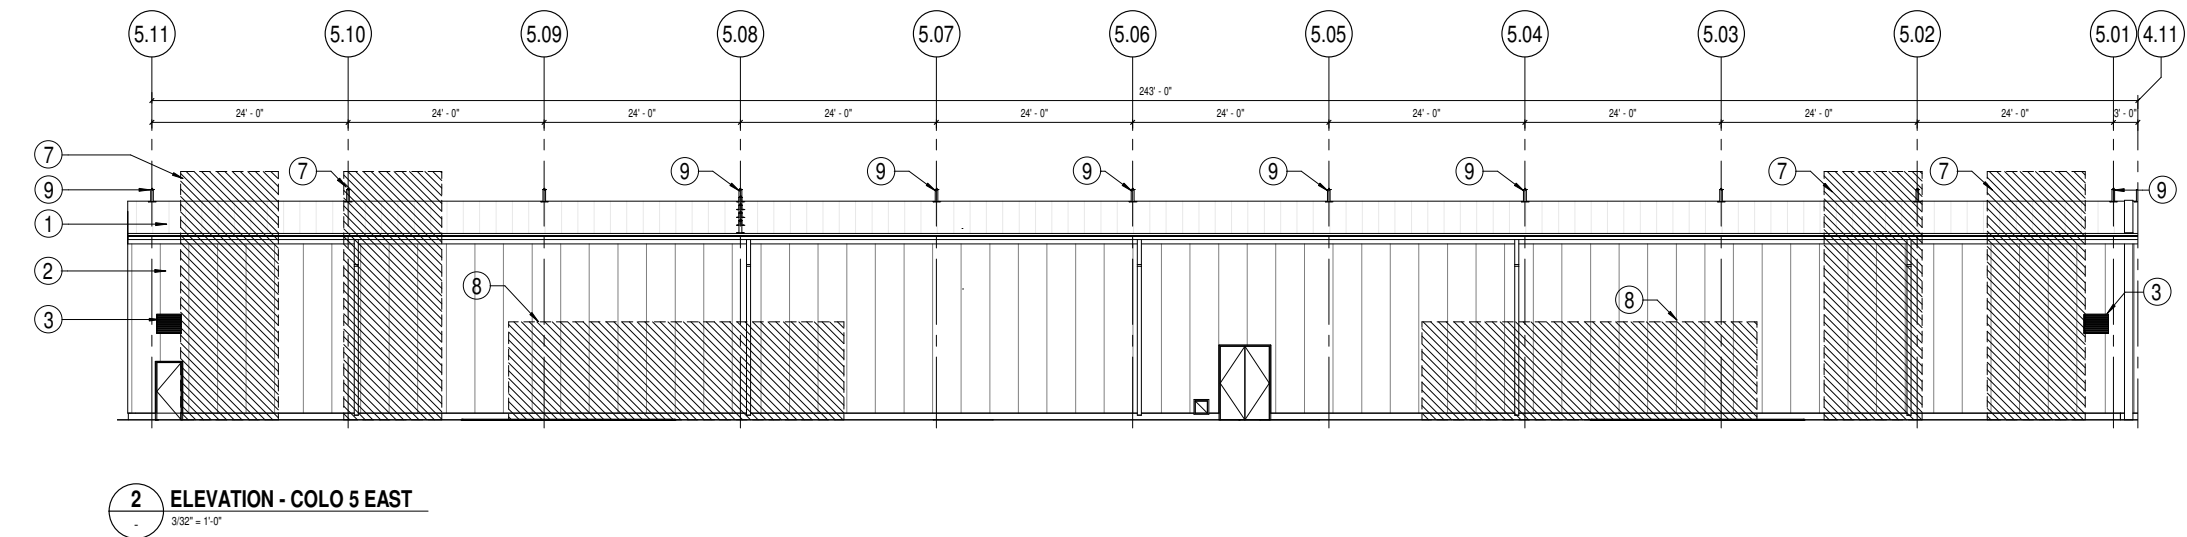 5.11 5.10 5.09 5.08 5.07 5.06 5.05 5.04 5.03 5.02 5.01 4.11
243' - 0"
24' - 0" 24' - 0" 24' - 0" 24' - 0" 24' - 0" 24' - 0" 24' - 0" 24' - 0" 24' - 0" 24' - 0" 3' - 0"
7
7 9 9 9 9 9 7 7
9 9
1
2
8 8 3
3
2 ELEVATION - COLO 5 EAST
- 3/32" = 1'-0"